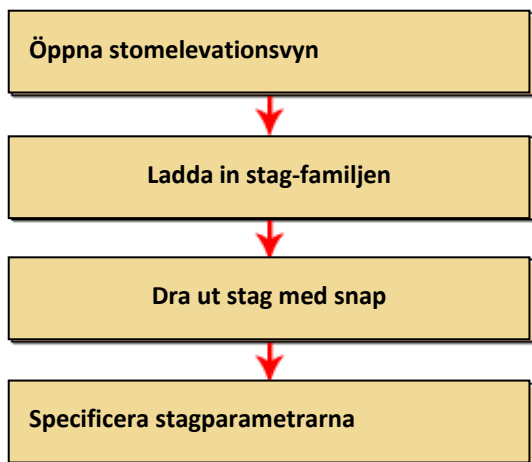 Öppna stomelevationsvyn
Ladda in stag-familjen
Dra ut stag med snap
Specificera stagparametrarna